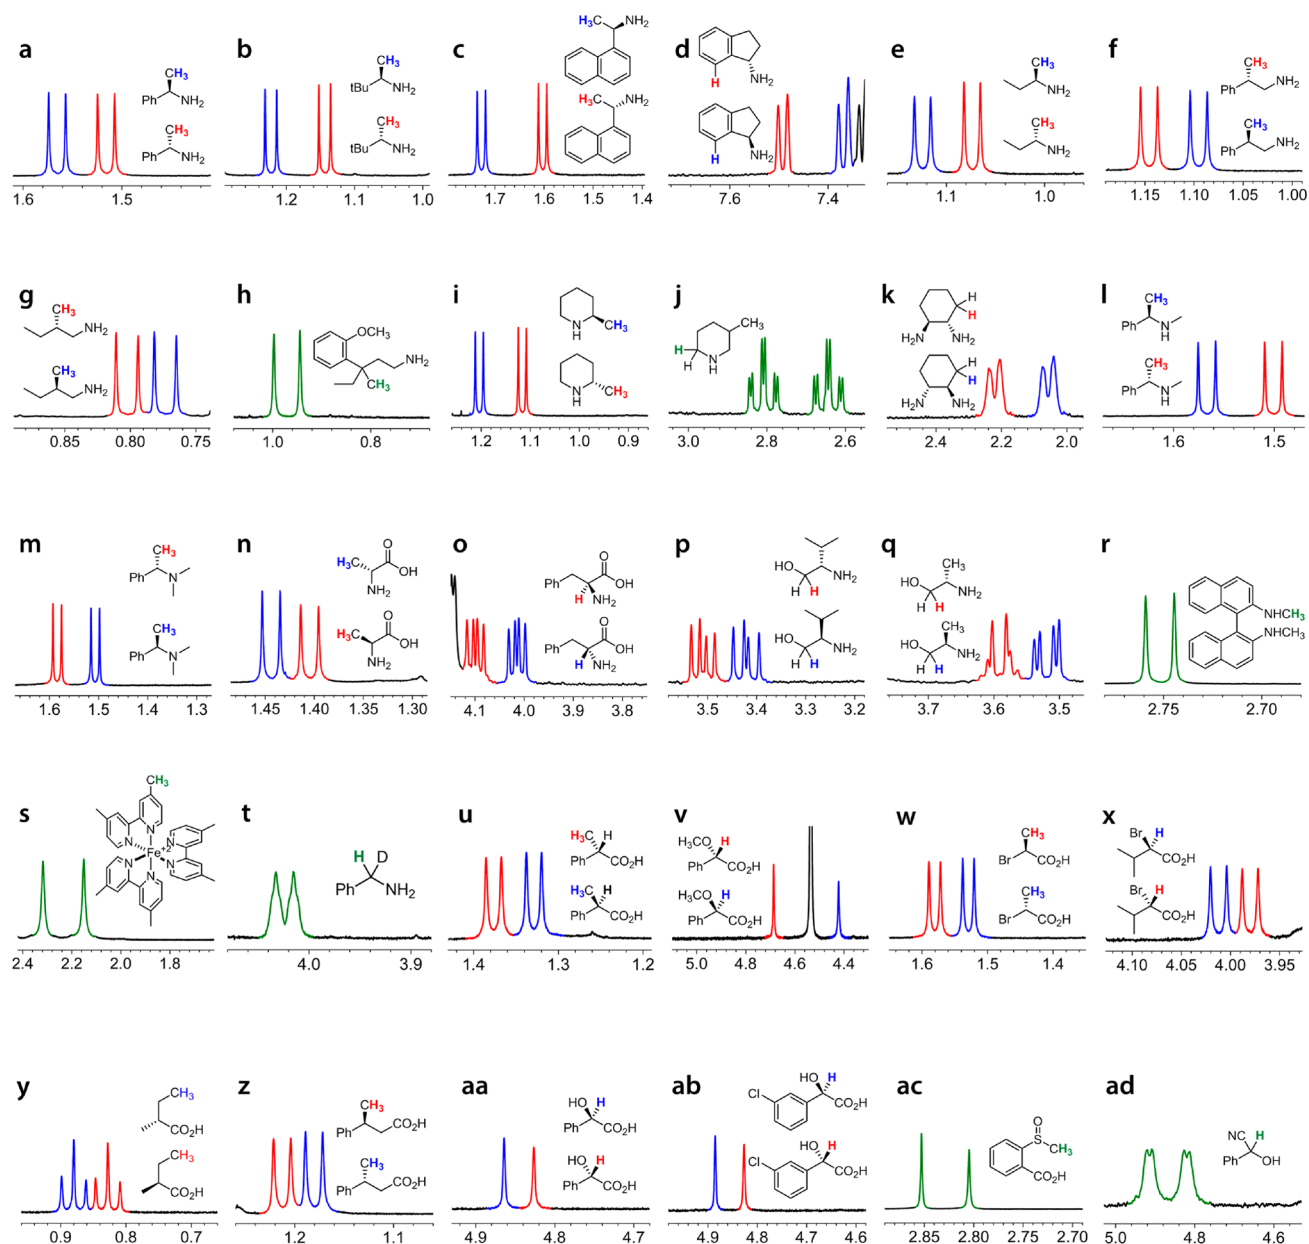 a
CH3
Ph NH2
CH3
Ph NH2
1.6 1.5
b
CH3
tBu NH2
CH3
tBu NH2
1.2 1.1 1.0
c
H3C NH2
H3C NH2
1.7 1.6 1.5 1.4
d
H NH2
H NH2
7.6 7.4
e
CH3
NH2
CH3
NH2
1.1 1.0
f
CH3
Ph NH2
CH3
Ph NH2
1.15 1.10 1.05 1.00
g
CH3
NH2
CH3
NH2
0.85 0.80 0.75
h
OCH3
NH2
CH3
1.0 0.8
i
N CH3
H
N CH3
H
1.2 1.1 1.0 0.9
j
CH3
H
H N
H
3.0 2.8 2.6
k
H
H
NH2 NH2
H
H
NH2 NH2
2.4 2.2 2.0
l
CH3
Ph N
H
CH3
Ph N
H
1.6 1.5
m
CH3
Ph N
CH3
Ph N
1.6 1.5 1.4 1.3
n
O
H3C OH
NH2
O
H3C OH
NH2
1.45 1.40 1.35 1.30
o
O
Ph OH
H NH2
O
Ph OH
H NH2
4.1 4.0 3.9 3.8
p
HO NH2
H H
HO NH2
H H
3.5 3.4 3.3 3.2
q
CH3
HO NH2
H H
CH3
HO NH2
H H
3.7 3.6 3.5
r
NHCH3
NHCH3
2.75 2.70
s
CH3
N N
N Fe+2 N
N N
2.4 2.2 2.0 1.8
t
H D
Ph NH2
4.0 3.9
u
H3C H
Ph CO2H
H3C H
Ph CO2H
1.4 1.3 1.2
v
OCH3 H
Ph CO2H
OCH3 H
Ph CO2H
5.0 4.8 4.6 4.4
w
CH3
Br CO2H
CH3
Br CO2H
1.6 1.5 1.4
x
Br H
CO2H
Br H
CO2H
4.10 4.05 4.00 3.95
y
CH3
CO2H
CH3
CO2H
0.9 0.8 0.7
z
CH3
Ph CO2H
CH3
Ph CO2H
1.2 1.1
aa
HO H
Ph CO2H
HO H
Ph CO2H
4.9 4.8 4.7
ab
HO H
Cl CO2H
HO H
Cl CO2H
4.9 4.8 4.7 4.6
ac
O
S CH3
CO2H
2.85 2.80 2.75 2.70
ad
NC H
Ph OH
5.0 4.8 4.6